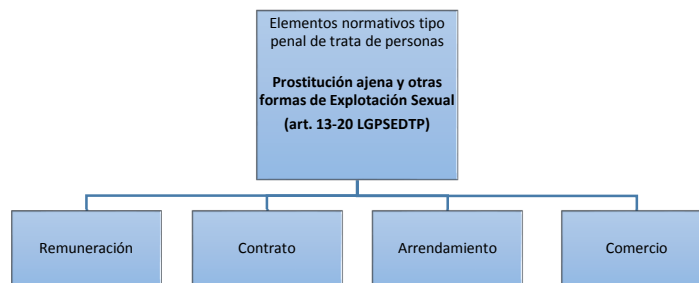 Elementos normativos tipo
penal de trata de personas
Prostitución ajena y otras
formas de Explotación Sexual
(art. 13-20 LGPSEDTP)
Remuneración
Contrato
Arrendamiento
Comercio